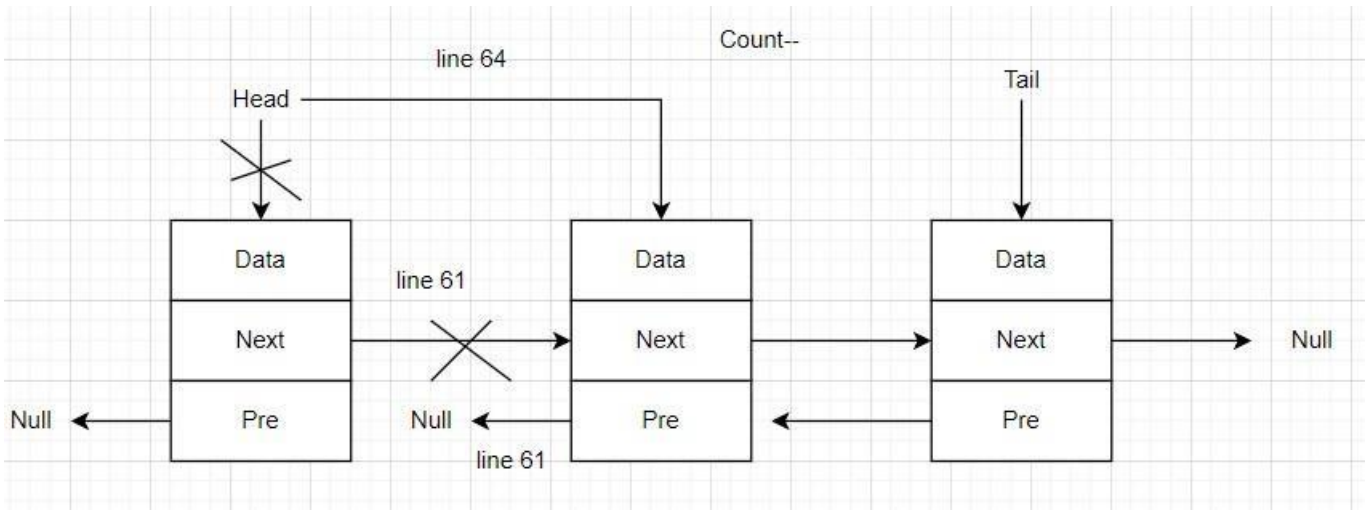 Count--
line 64
Tail
Head
Data
Data
Data
line 61
Next
Next
Next
Null
Null
Pre
Null
Pre
Pre
line 61